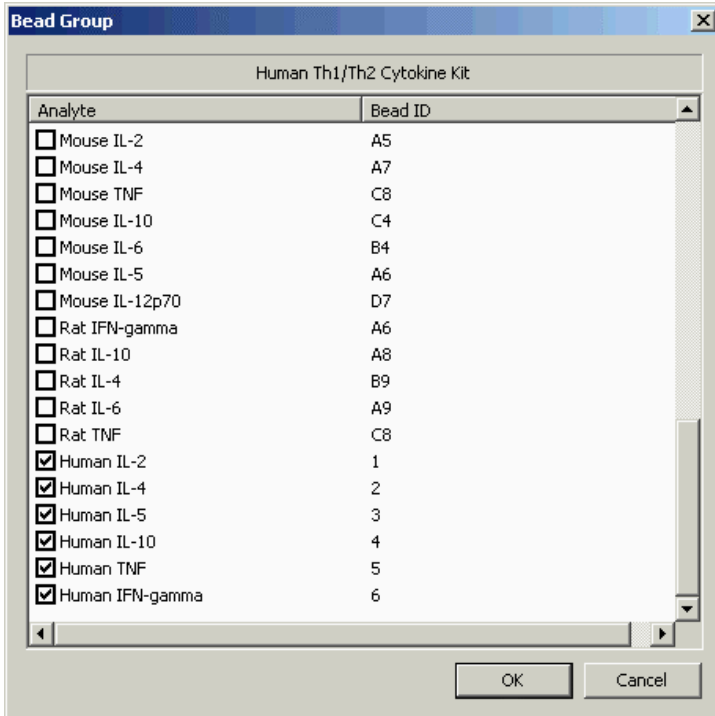 Bead Group
Human Th1/Th2 Cytokine Kit
Analyte Bead ID
Mouse IL-2 A5
Mouse IL-4 A7
Mouse TNF C8
Mouse IL-10 C4
Mouse IL-6 B4
Mouse IL-5 A6
Mouse IL-12p70 D7
Rat IFN-gamma A6
Rat IL-10 A8
Rat IL-4 B9
Rat IL-6 A9
Rat TNF C8
Human IL-2 1
Human IL-4 2
Human IL-5 3
Human IL-10 4
Human TNF 5
Human IFN-gamma 6
OK Cancel